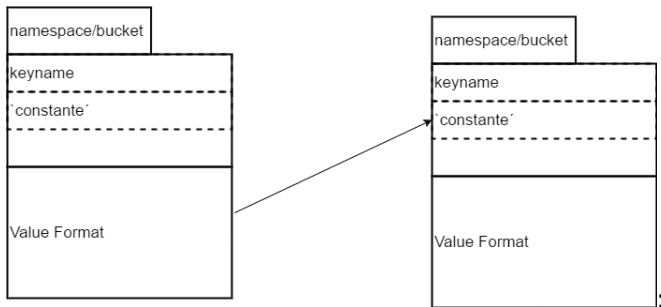 namespace/bucket
keyname
`constante´
Value Format
namespace/bucket
keyname
`constante´
Value Format